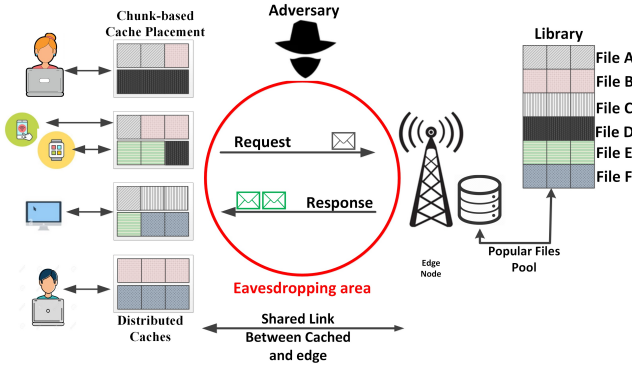 Chunk-based
Cache Placement
Adversary
Library
File A
File B
File C
File D
File E
File F
Request
Response
Eavesdropping area
Edge
Node
Popular Files
Pool
Distributed
Caches
Shared Link
Between Cached
and edge